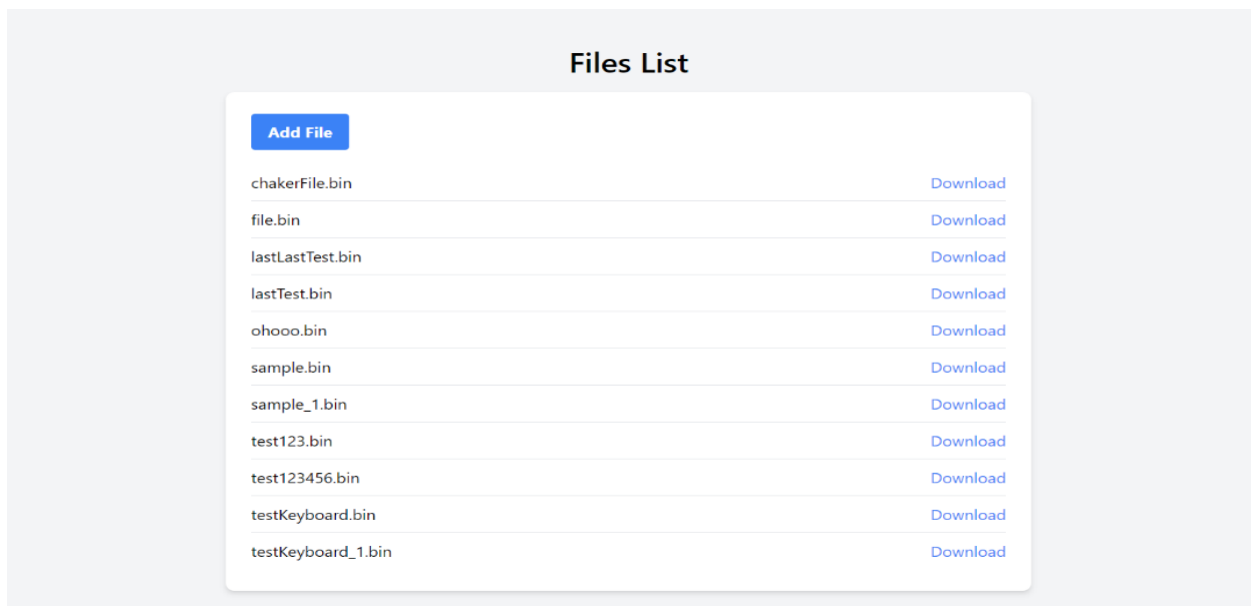 Files List
Add File
chakerFile.bin Download
file.bin Download
lastLastTest.bin Download
lastTest.bin Download
ohooo.bin Download
sample.bin Download
sample_1.bin Download
test123.bin Download
test123456.bin Download
testKeyboard.bin Download
testKeyboard_1.bin Download